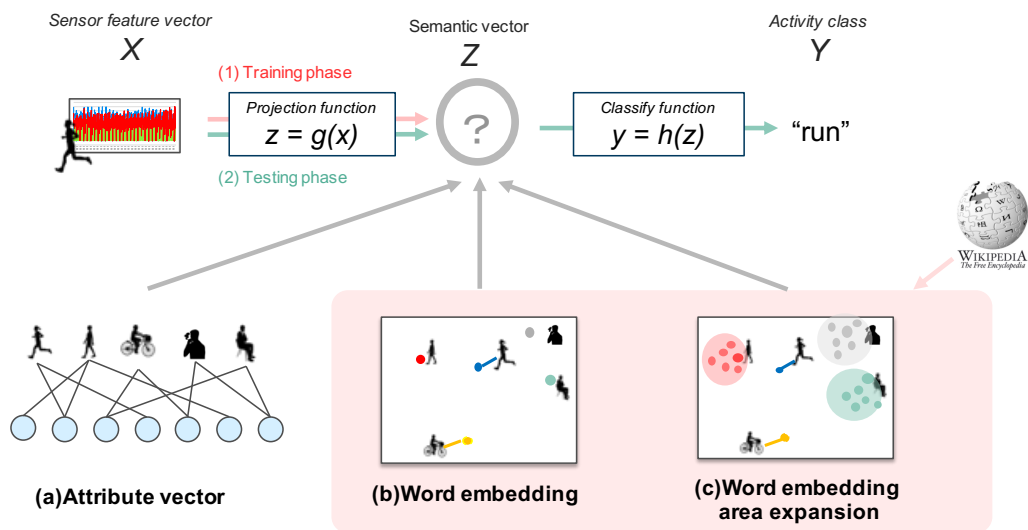 Sensor feature vector
X
Semantic vector
Z
Activity class
Y
(1) Training phase
Projection function
z = g(x)
?
Classify function
y = h(z)
“run”
(2) Testing phase
WIKIPEDIA
The Free Encyclopedia
(a)Attribute vector
(b)Word embedding
(c)Word embedding
area expansion